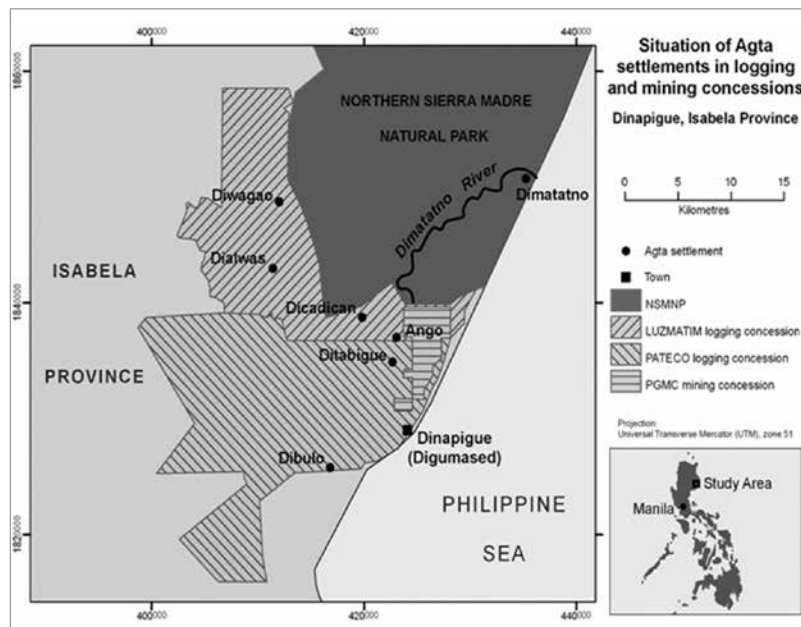 400000
420000
440000
1860000
1840000
1820000
NORTHERN SIERRA MADRE
NATURAL PARK
Dimatatno River
Dimatatno
Diwagao
Dialwas
ISABELA
Dicadican
Ango
Ditabigue
PROVINCE
Dinapigue
(Digumased)
Dibulo
PHILIPPINE
SEA
400000
420000
440000
Situation of Agta
settlements in logging
and mining concessions
Dinapigue, Isabela Province
0 5 10 15
Kilometres
Agta settlement
Town
NSMNP
LUZMATIM logging concession
PATECO logging concession
PGMC mining concession
Projection:
Universal Transverse Mercator (UTM), zone 51
Study Area
Manila